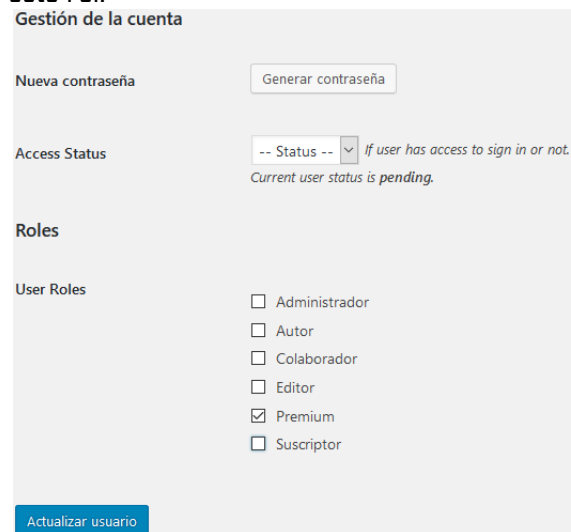 Gestión de la cuenta
Nueva contraseña
Generar contraseña
Access Status
-- Status -- If user has access to sign in or not.
Current user status is pending.
Roles
User Roles
Administrador
Autor
Colaborador
Editor
Premium
Suscriptor
Actualizar usuario